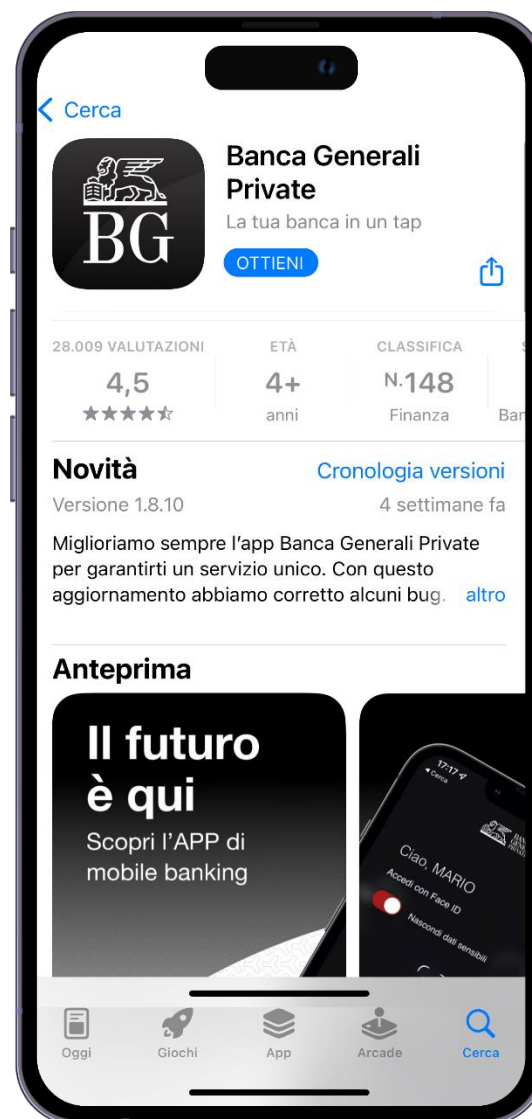 Cerca
BG
Banca Generali
Private
La tua banca in un tap
OTTIENI
28.009 VALUTAZIONI
4,5
ETÀ
4+
anni
CLASSIFICA
N.148
Finanza
Novità
Cronologia versioni
Versione 1.8.10
4 settimane fa
Miglioriamo sempre l'app Banca Generali Private
per garantirti un servizio unico. Con questo
aggiornamento abbiamo corretto alcuni bug. altro
Anteprima
Il futuro
è qui
Scopri l'APP di
mobile banking
17:17
Cerca
Ciao, MARIO
Accedi con Face ID
Nascondi dati sensibili
Oggi
Giochi
App
Arcade
Cerca